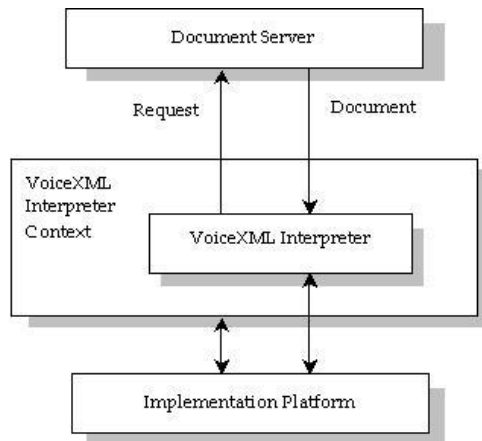 Document Server
Request
Document
VoiceXML
Interpreter
Context
VoiceXML Interpreter
Implementation Platform